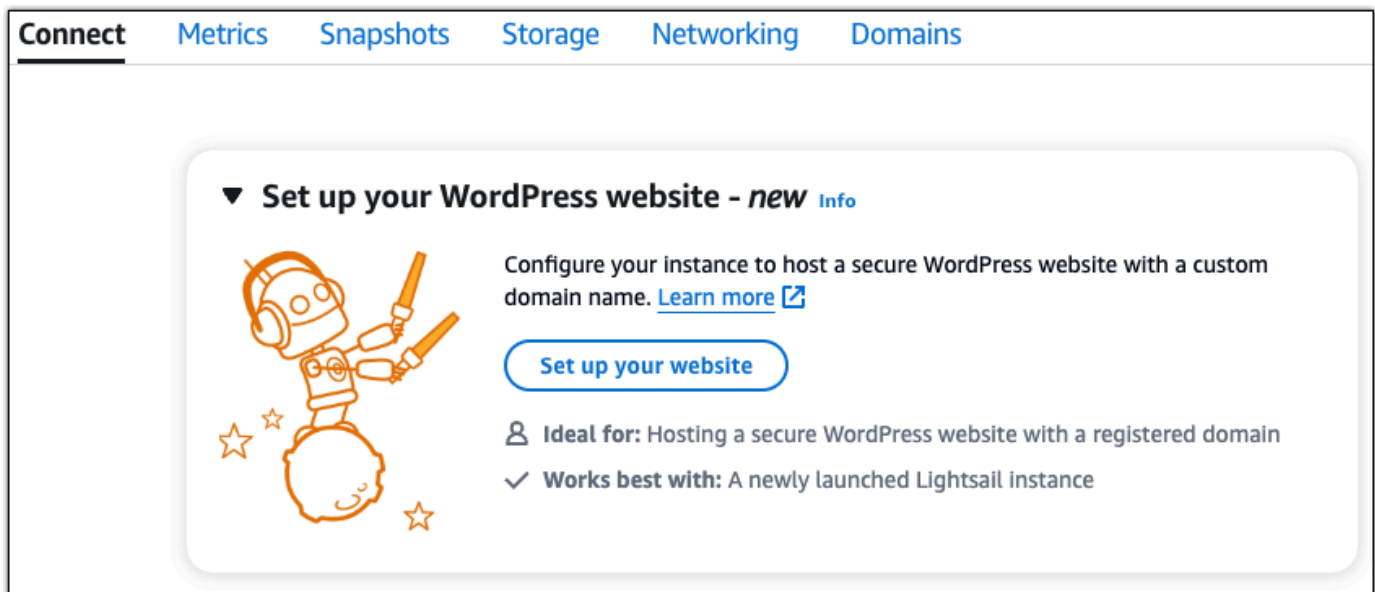 Connect Metrics Snapshots Storage Networking Domains
Set up your WordPress website - new Info
Configure your instance to host a secure WordPress website with a custom
domain name. Learn more
Set up your website
Ideal for: Hosting a secure WordPress website with a registered domain
Works best with: A newly launched Lightsail instance